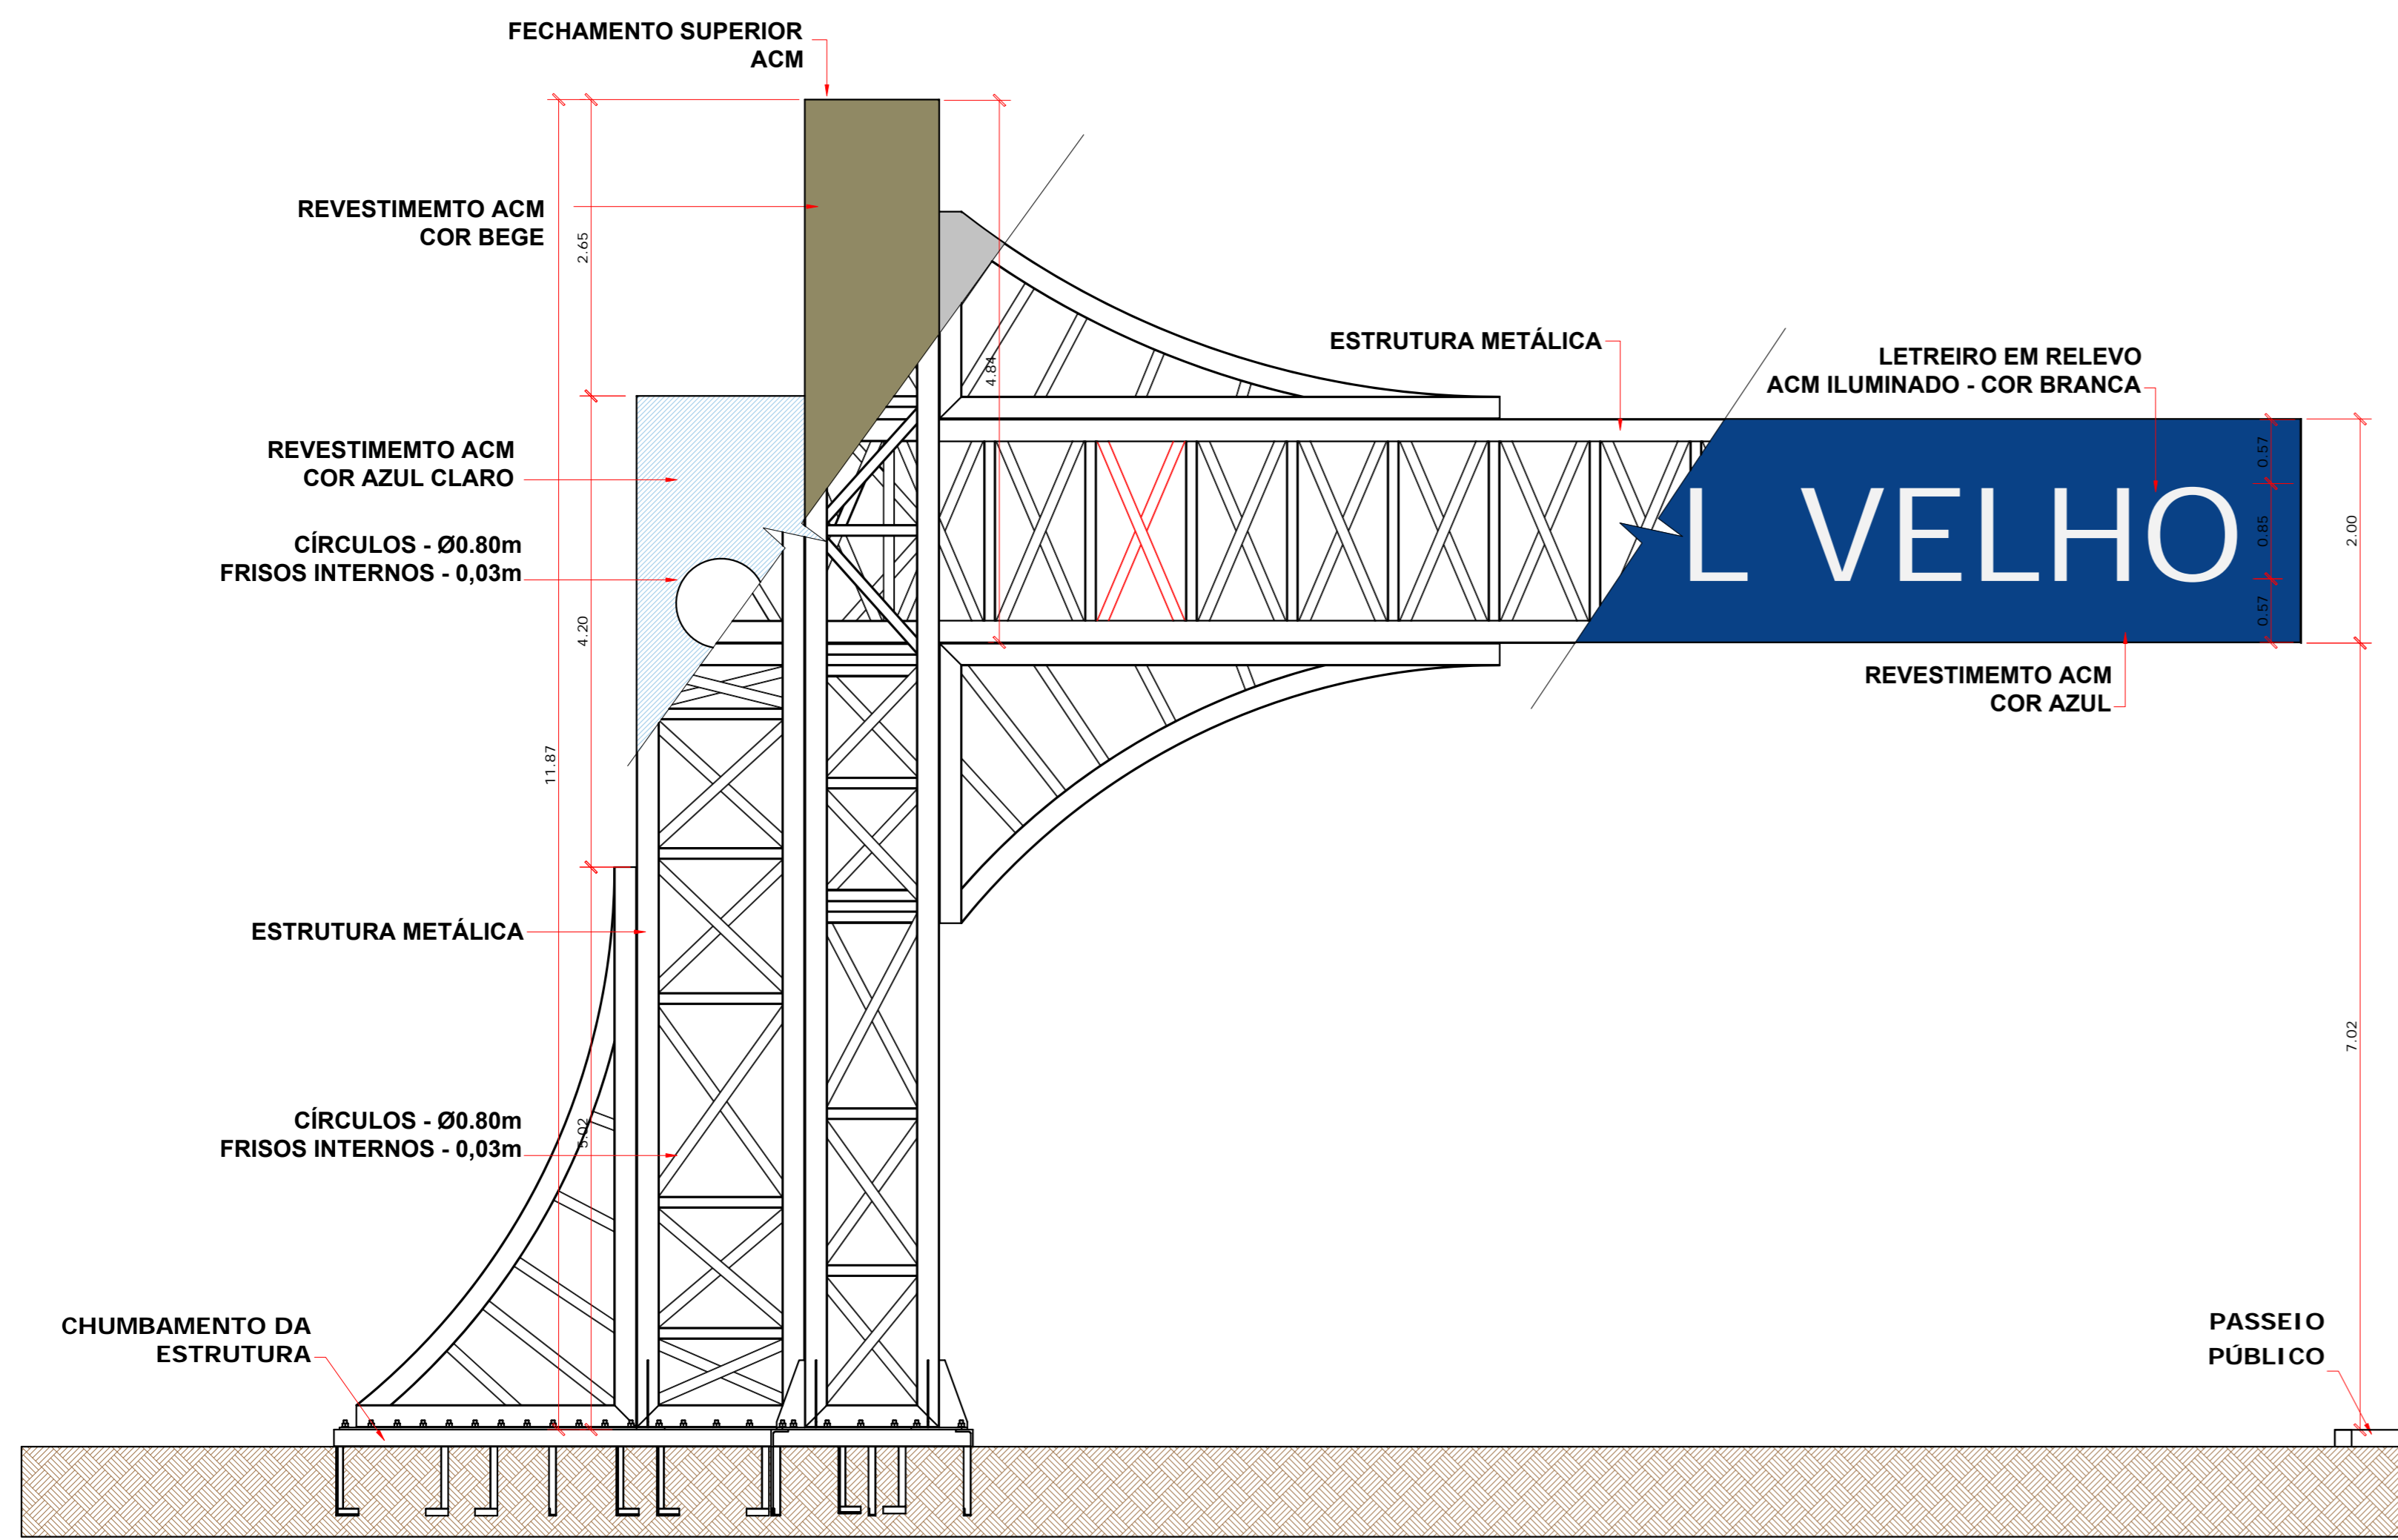 FECHAMENTO SUPERIOR
ACM
REVESTIMEMTO ACM
COR BEGE
2.65
4.84
ESTRUTURA METÁLICA
LETREIRO EM RELEVO
ACM ILUMINADO - COR BRANCA
REVESTIMEMTO ACM
COR AZUL CLARO
0.57
CÍRCULOS - Ø0.80m
FRISOS INTERNOS - 0,03m
L VELHO
0.85
2.00
0.57
4.20
REVESTIMEMTO ACM
COR AZUL
11.87
ESTRUTURA METÁLICA
7.02
CÍRCULOS - Ø0.80m
FRISOS INTERNOS - 0,03m
5.02
CHUMBAMENTO DA
ESTRUTURA
PASSEIO
PÚBLICO